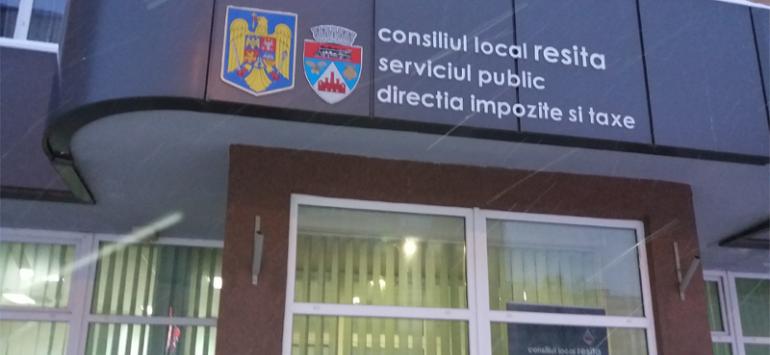 consiliul local resita
serviciul public
directia impozite si taxe
consiliul local resita